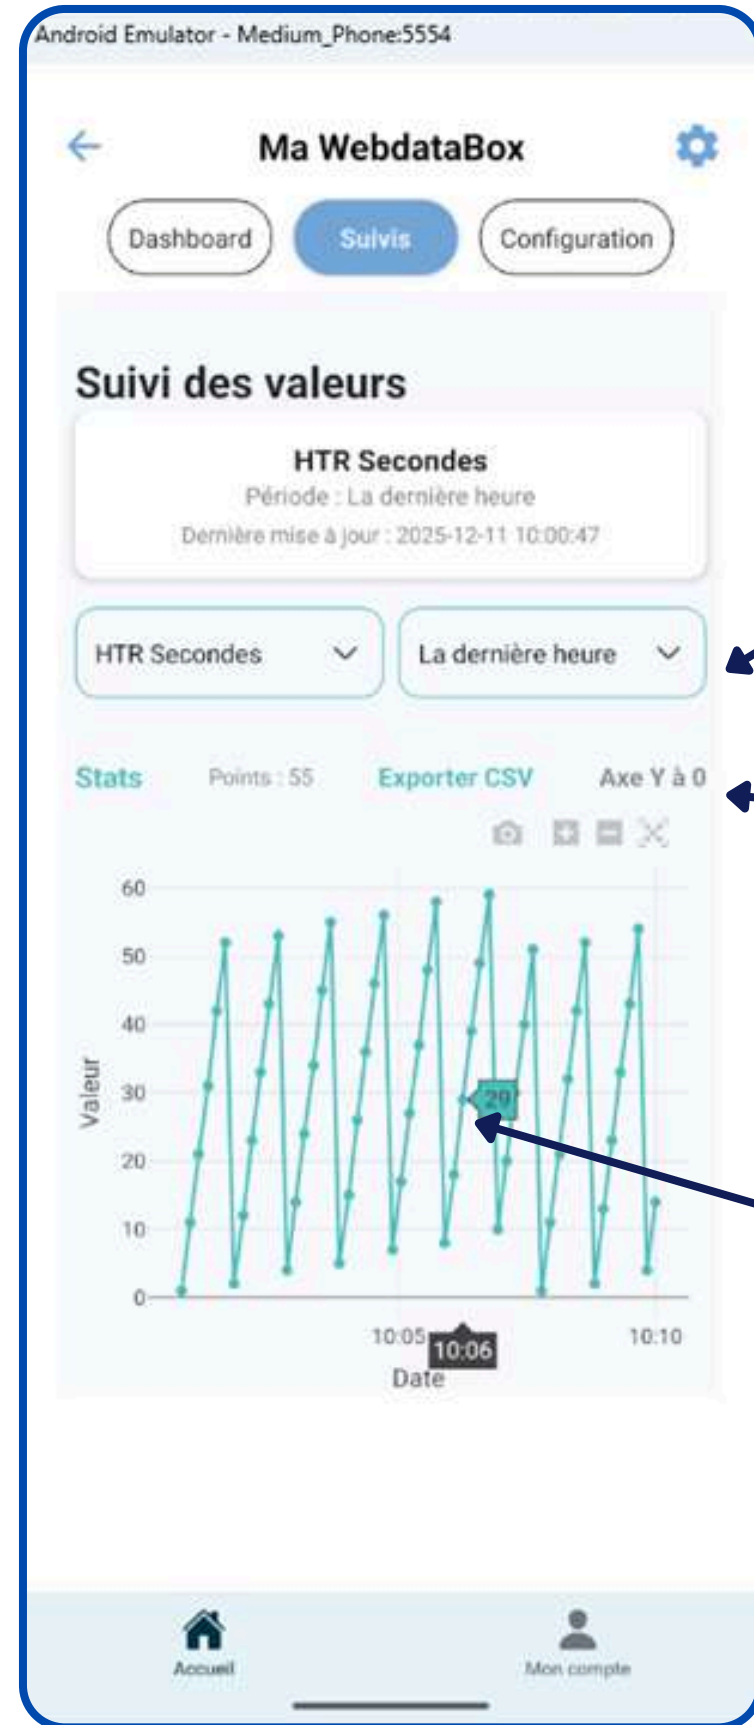 Android Emulator - Medium_Phone:5554
Ma WebdataBox
Dashboard Suivis Configuration
Suivi des valeurs
HTR Secondes
Période : La dernière heure
Dernière mise à jour : 2025-12-11 10:00:47
HTR Secondes La dernière heure
Stats Points : 55 Exporter CSV Axe Y à 0
60
50
40
30
29
20
10
0
Valeur
10:05 10:06 10:10
Date
Accueil Mon compte